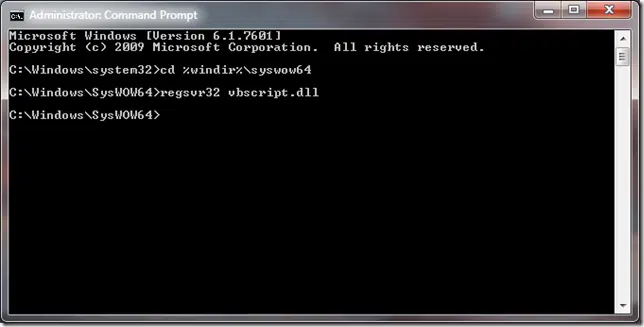 Administrator: Command Prompt
Microsoft Windows [Version 6.1.7601]
Copyright (c) 2009 Microsoft Corporation.  All rights reserved.
C:\Windows\system32>cd %windir%\syswow64
C:\Windows\SysWOW64>regsvr32 vbscript.dll
C:\Windows\SysWOW64>